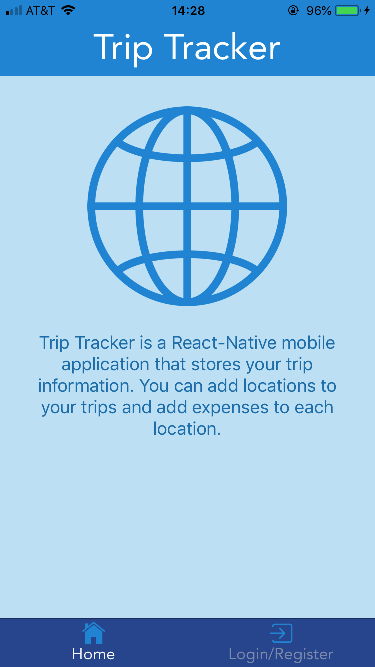 AT&T 14:28 96%
Trip Tracker
Trip Tracker is a React-Native mobile
application that stores your trip
information. You can add locations to
your trips and add expenses to each
location.
Home Login/Register